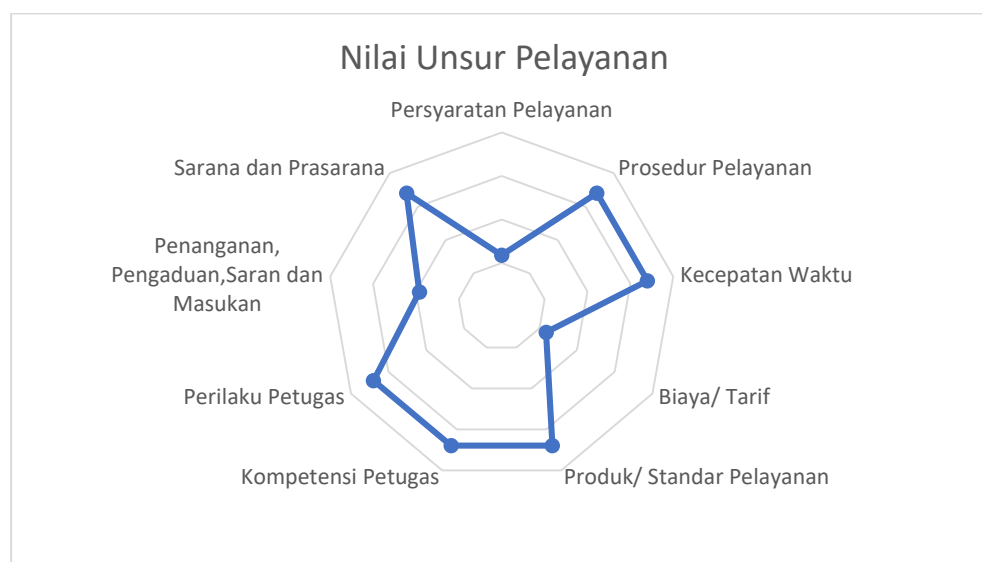 Nilai Unsur Pelayanan
Persyaratan Pelayanan
Prosedur Pelayanan
Kecepatan Waktu
Biaya/ Tarif
Produk/ Standar Pelayanan
Kompetensi Petugas
Perilaku Petugas
Penanganan,
Pengaduan,Saran dan
Masukan
Sarana dan Prasarana